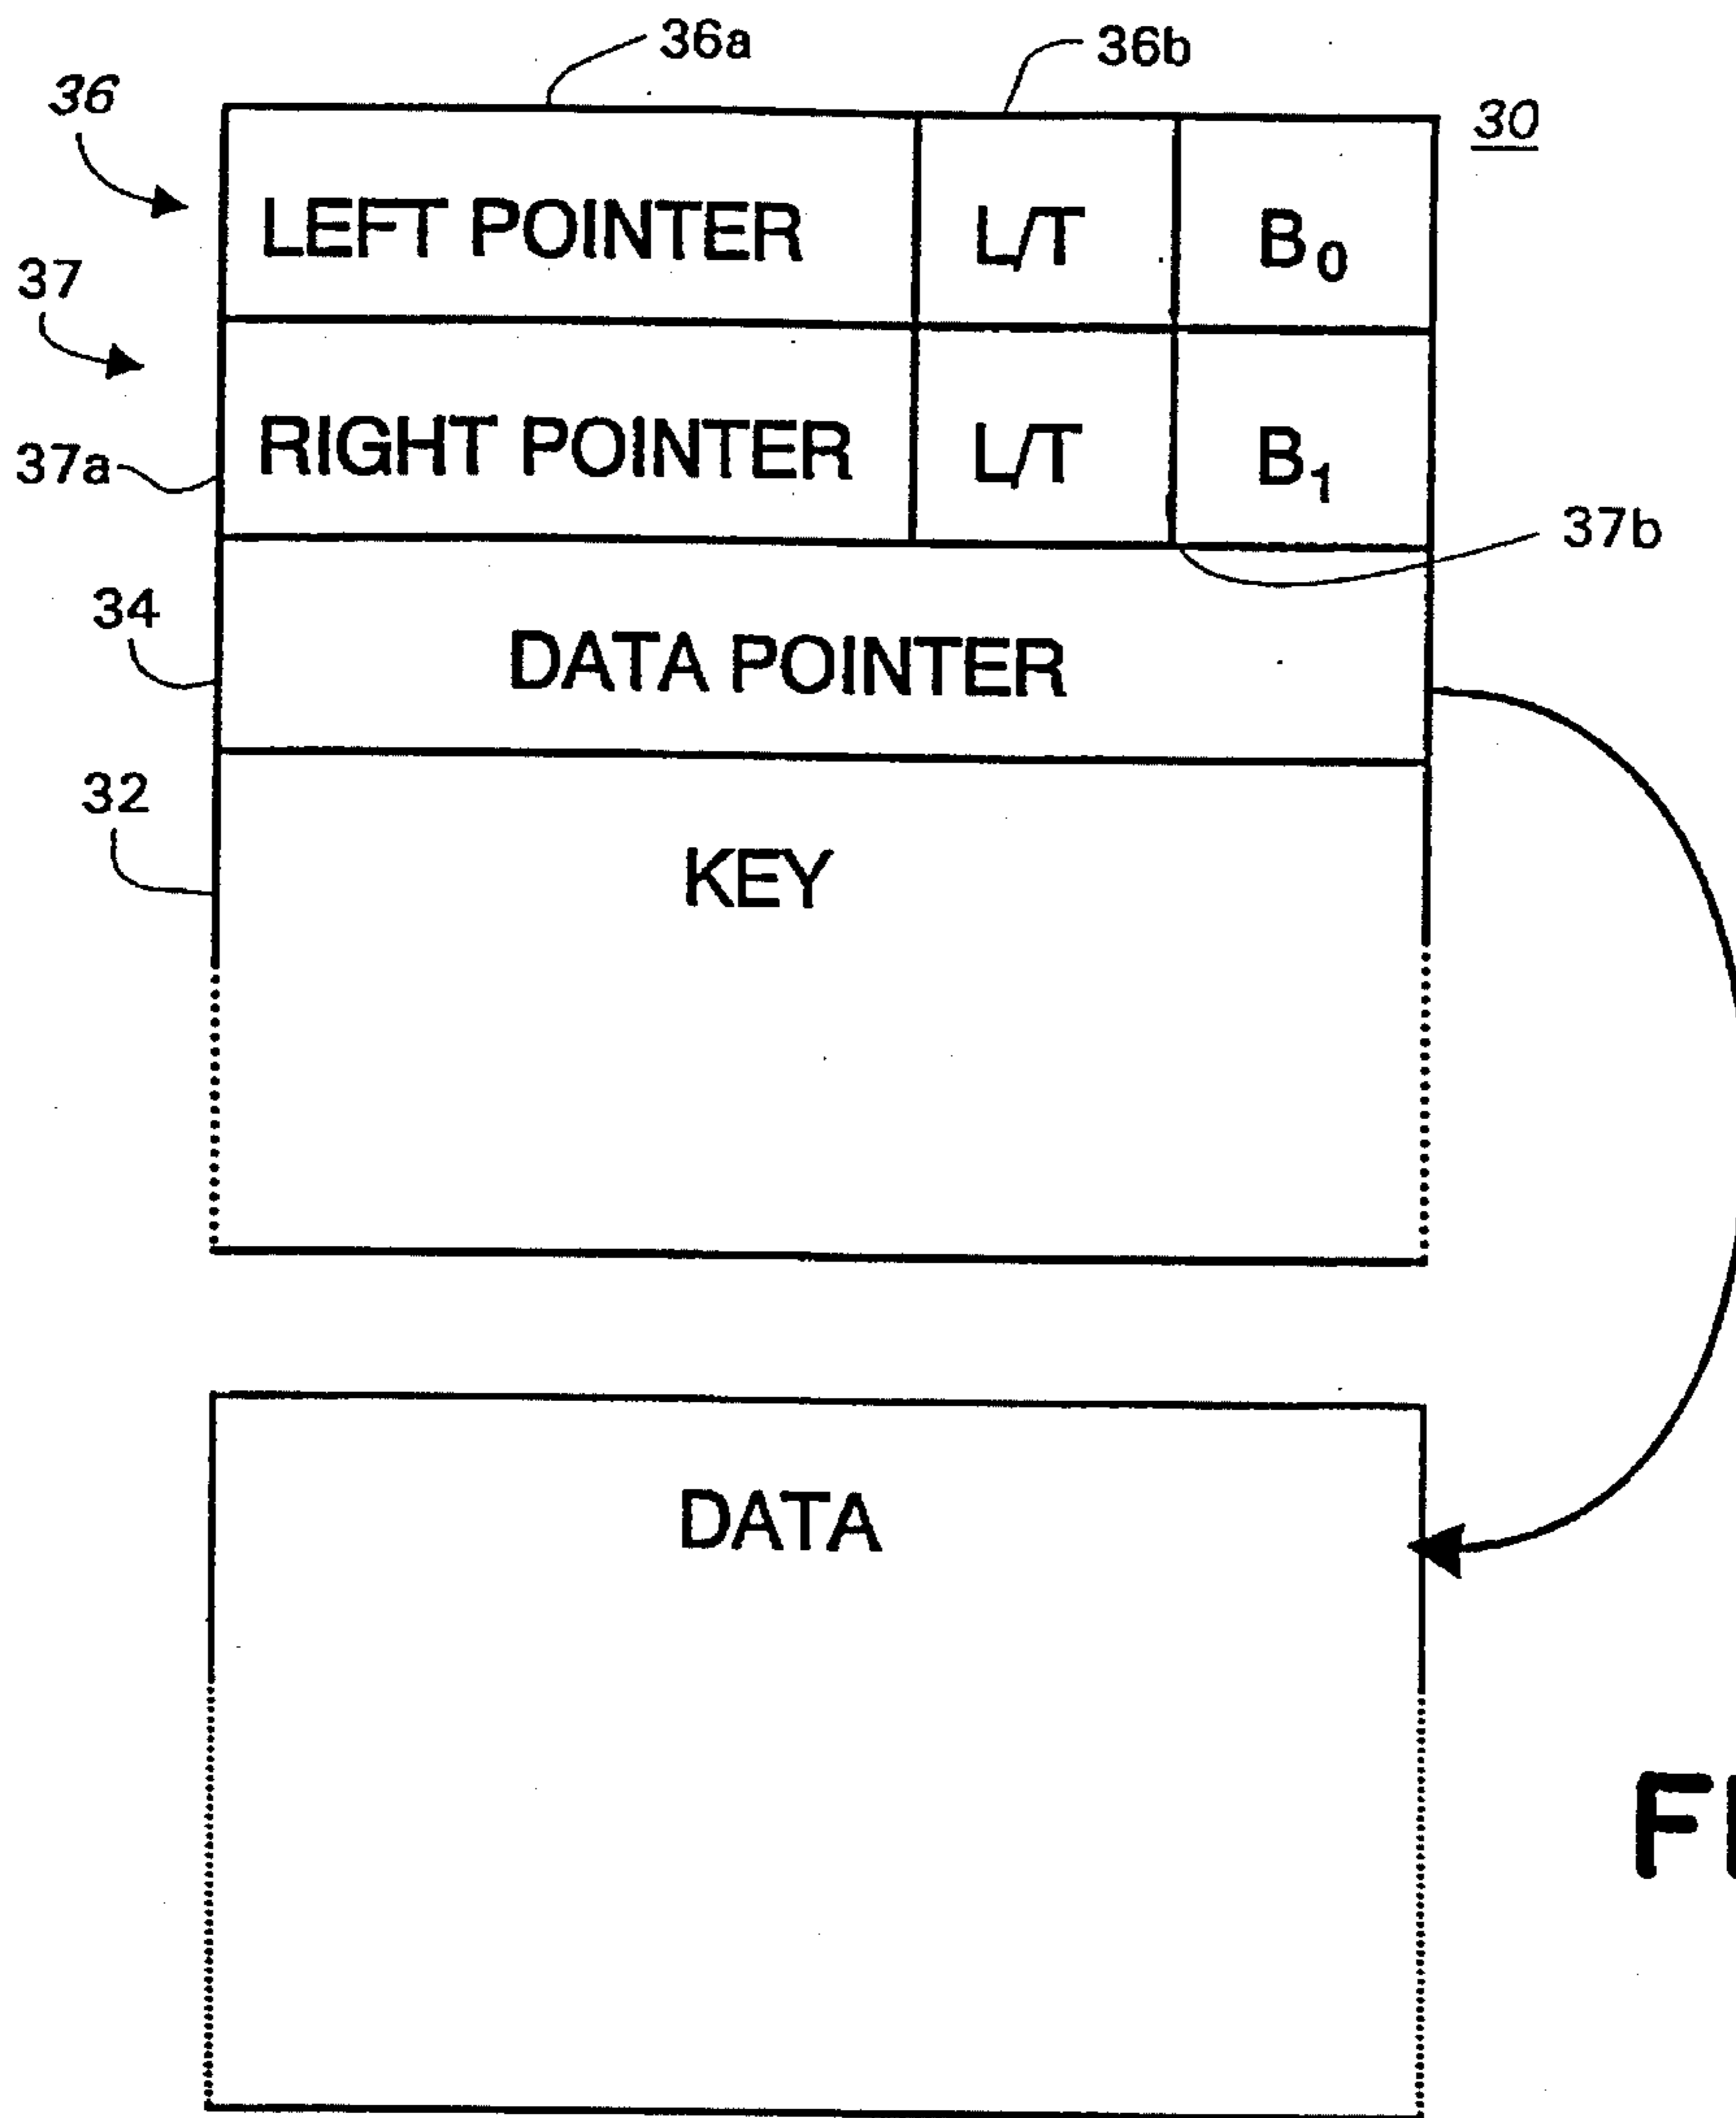 36a
36b
36
30
LEFT POINTER
L/T
B₀
37
RIGHT POINTER
L/T
B₁
37a
37b
34
DATA POINTER
32
KEY
DATA